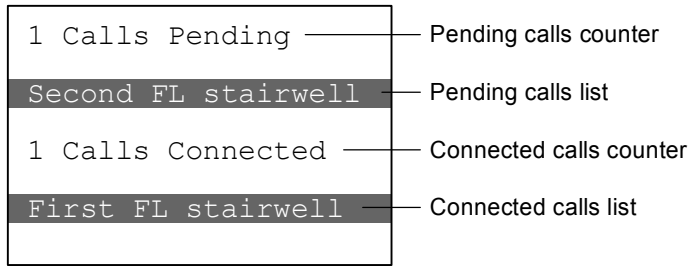 1 Calls Pending
Pending calls counter
Second FL stairwell
Pending calls list
1 Calls Connected
Connected calls counter
First FL stairwell
Connected calls list